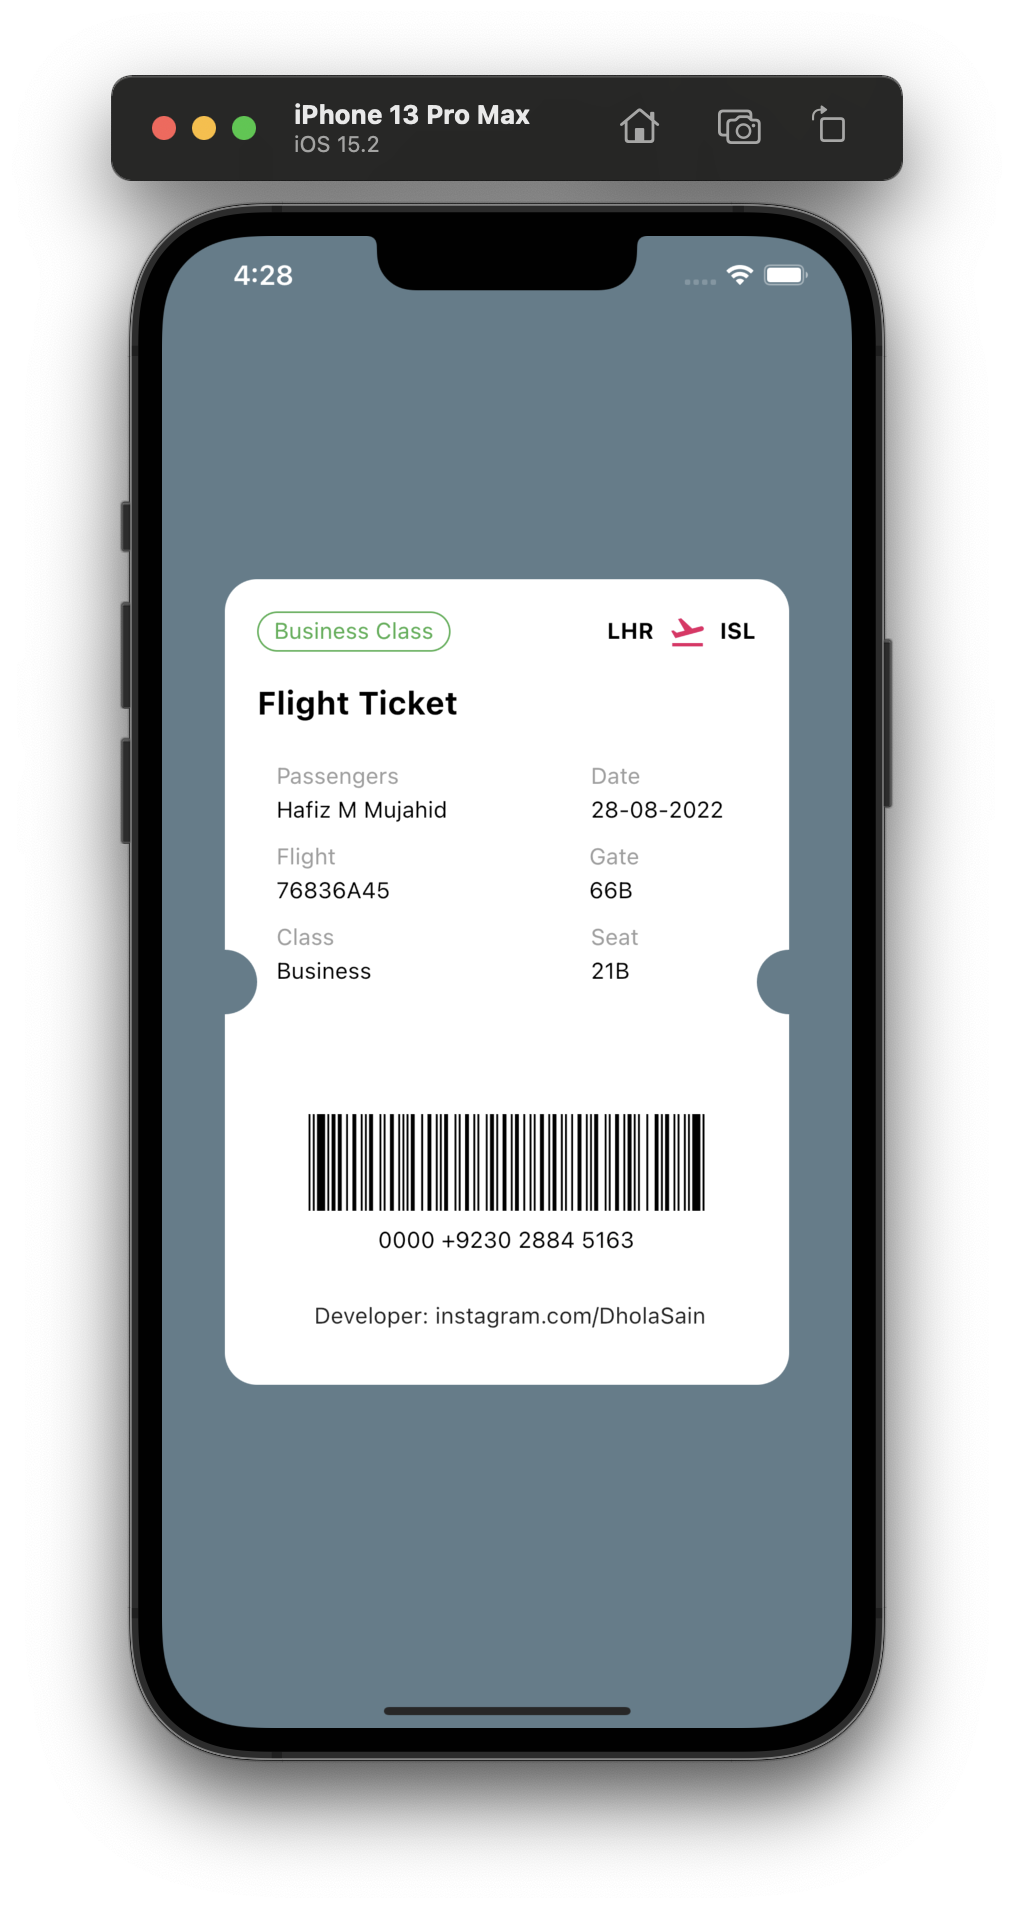 iPhone 13 Pro Max
iOS 15.2
4:28
Business Class LHR ISL
Flight Ticket
Passengers Date
Hafiz M Mujahid 28-08-2022
Flight Gate
76836A45 66B
Class Seat
Business 21B
0000 +9230 2884 5163
Developer: instagram.com/DholaSain